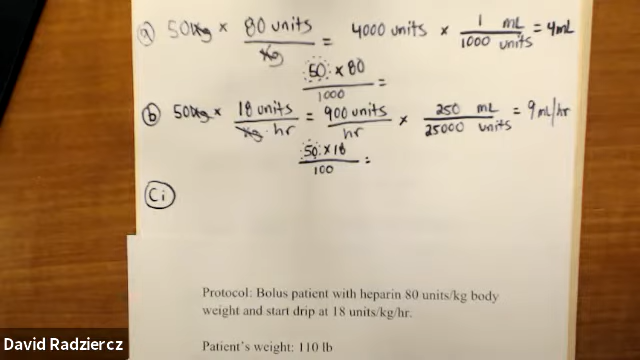 (a) 50kg × 80 units / kg = 4000 units × 1 mL / 1000 units = 4mL
50 × 80 / 1000 =
(b) 50kg × 18 units / kg · hr = 900 units / hr × 250 mL / 25000 units = 9 mL/hr
50 × 18 / 100 =
(Ci)
Protocol: Bolus patient with heparin 80 units/kg body
weight and start drip at 18 units/kg/hr.
Patient's weight: 110 lb
David Radziercz